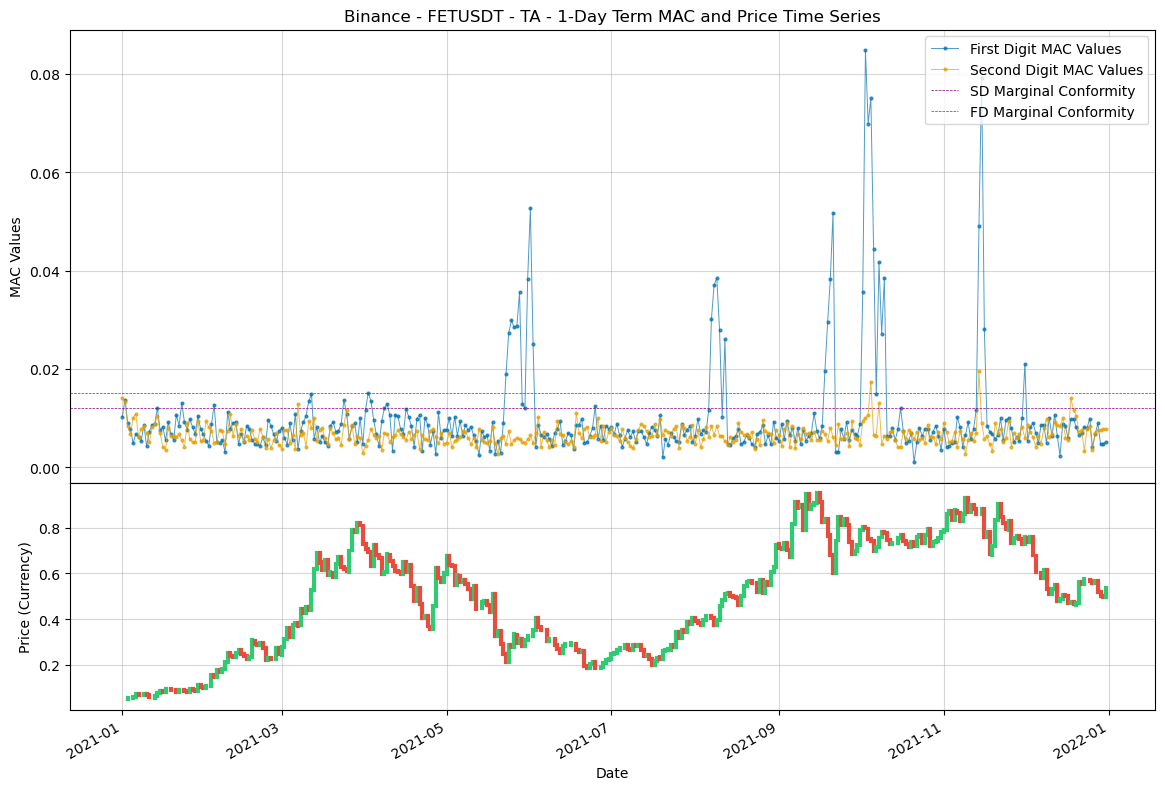 Binance - FETUSDT - TA - 1-Day Term MAC and Price Time Series
First Digit MAC Values
Second Digit MAC Values
SD Marginal Conformity
FD Marginal Conformity
MAC Values
0.08
0.06
0.04
0.02
0.00
Price (Currency)
0.8
0.6
0.4
0.2
2021-01
2021-03
2021-05
2021-07
2021-09
2021-11
2022-01
Date